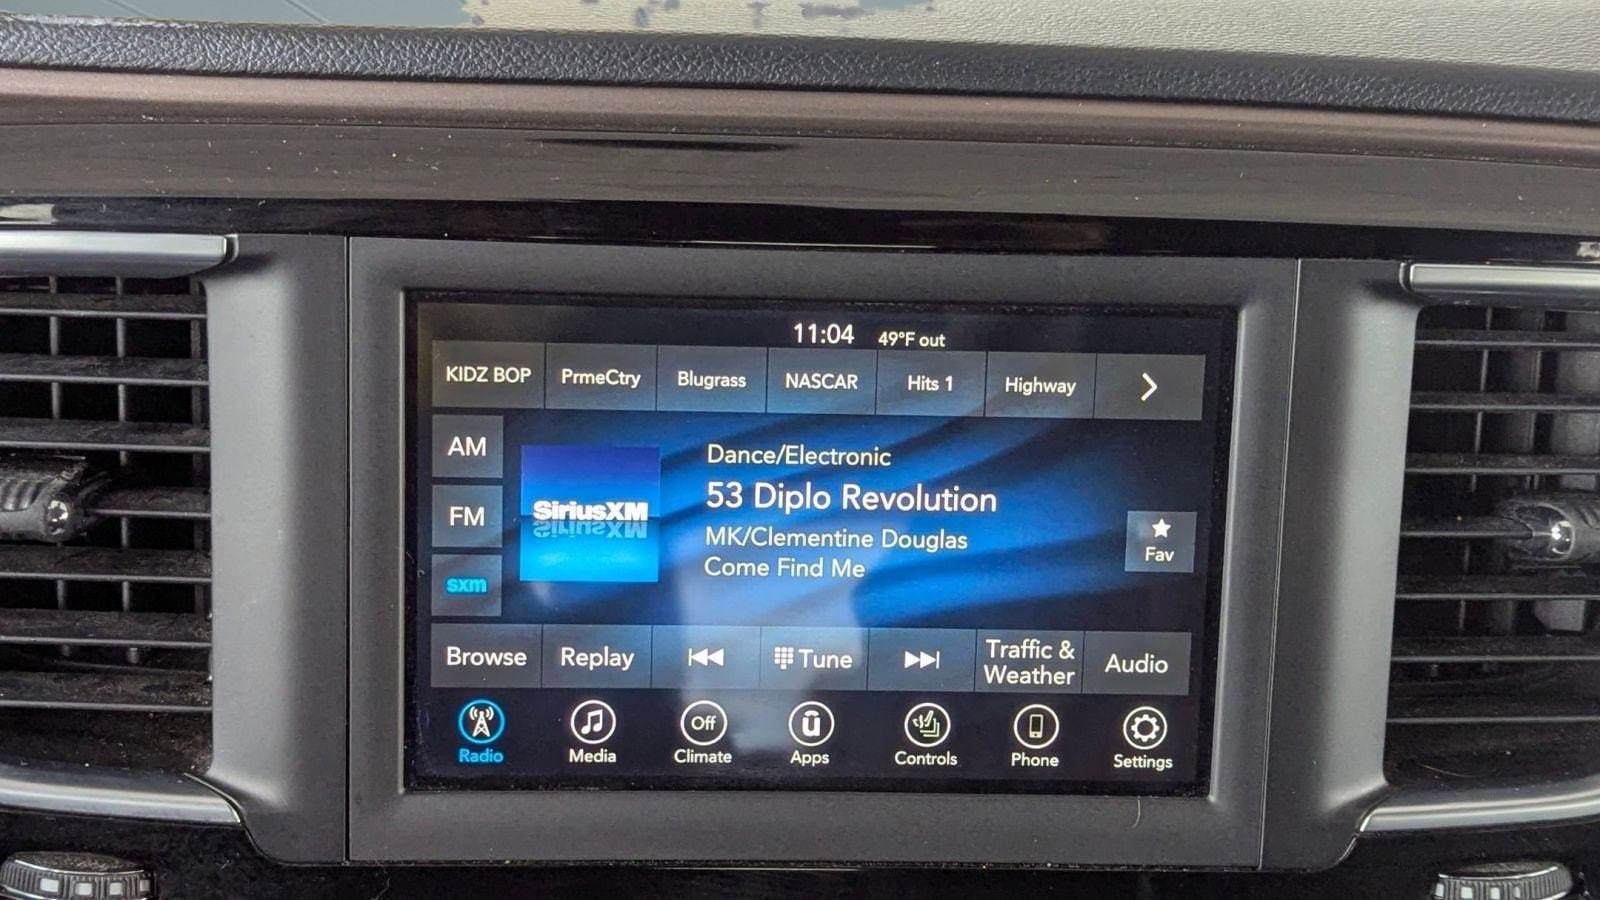 11:04 49°F out
KIDZ BOP PrmeCtry Blugrass NASCAR Hits 1 Highway
AM
FM
sxm
SiriusXM
Dance/Electronic
53 Diplo Revolution
MK/Clementine Douglas
Come Find Me
Fav
Browse Replay Tune Traffic & Weather Audio
Radio Media Off Climate Apps Controls Phone Settings